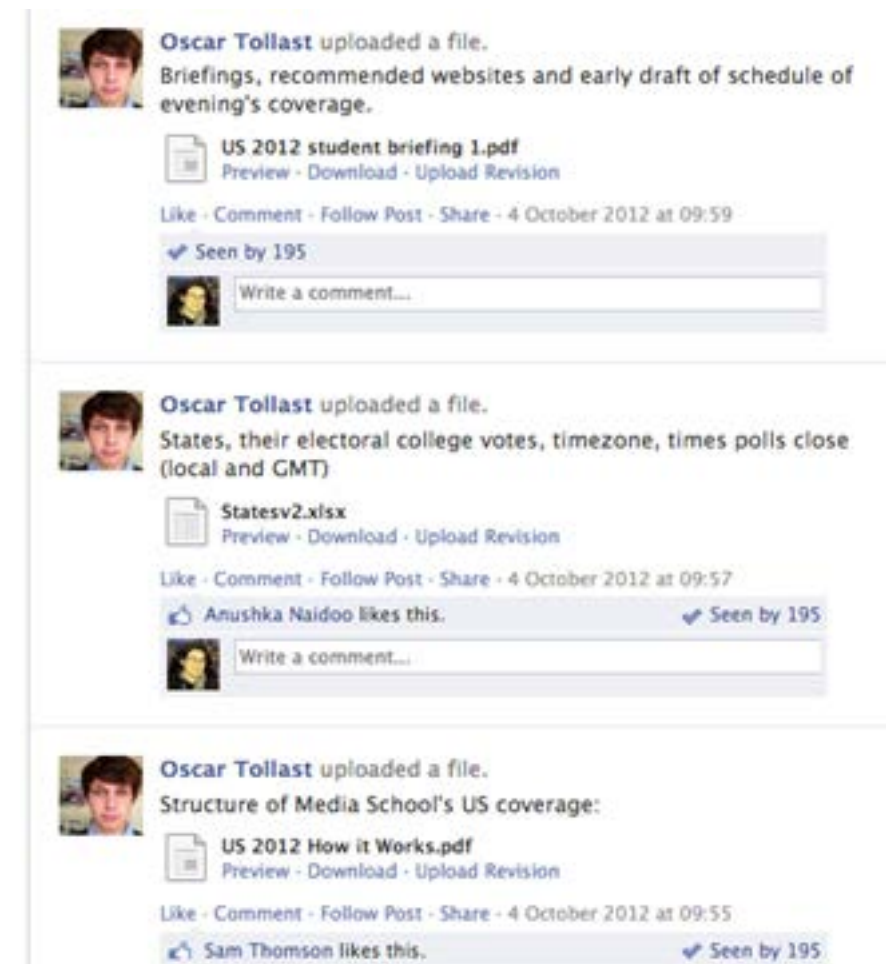 Oscar Tollast uploaded a file.
Briefings, recommended websites and early draft of schedule of
evening's coverage.
US 2012 student briefing 1.pdf
Preview · Download · Upload Revision
Like · Comment · Follow Post · Share · 4 October 2012 at 09:59
Seen by 195
Write a comment...
Oscar Tollast uploaded a file.
States, their electoral college votes, timezone, times polls close
(local and GMT)
Statesv2.xlsx
Preview · Download · Upload Revision
Like · Comment · Follow Post · Share · 4 October 2012 at 09:57
Anushka Naidoo likes this. Seen by 195
Write a comment...
Oscar Tollast uploaded a file.
Structure of Media School's US coverage:
US 2012 How it Works.pdf
Preview · Download · Upload Revision
Like · Comment · Follow Post · Share · 4 October 2012 at 09:55
Sam Thomson likes this. Seen by 195